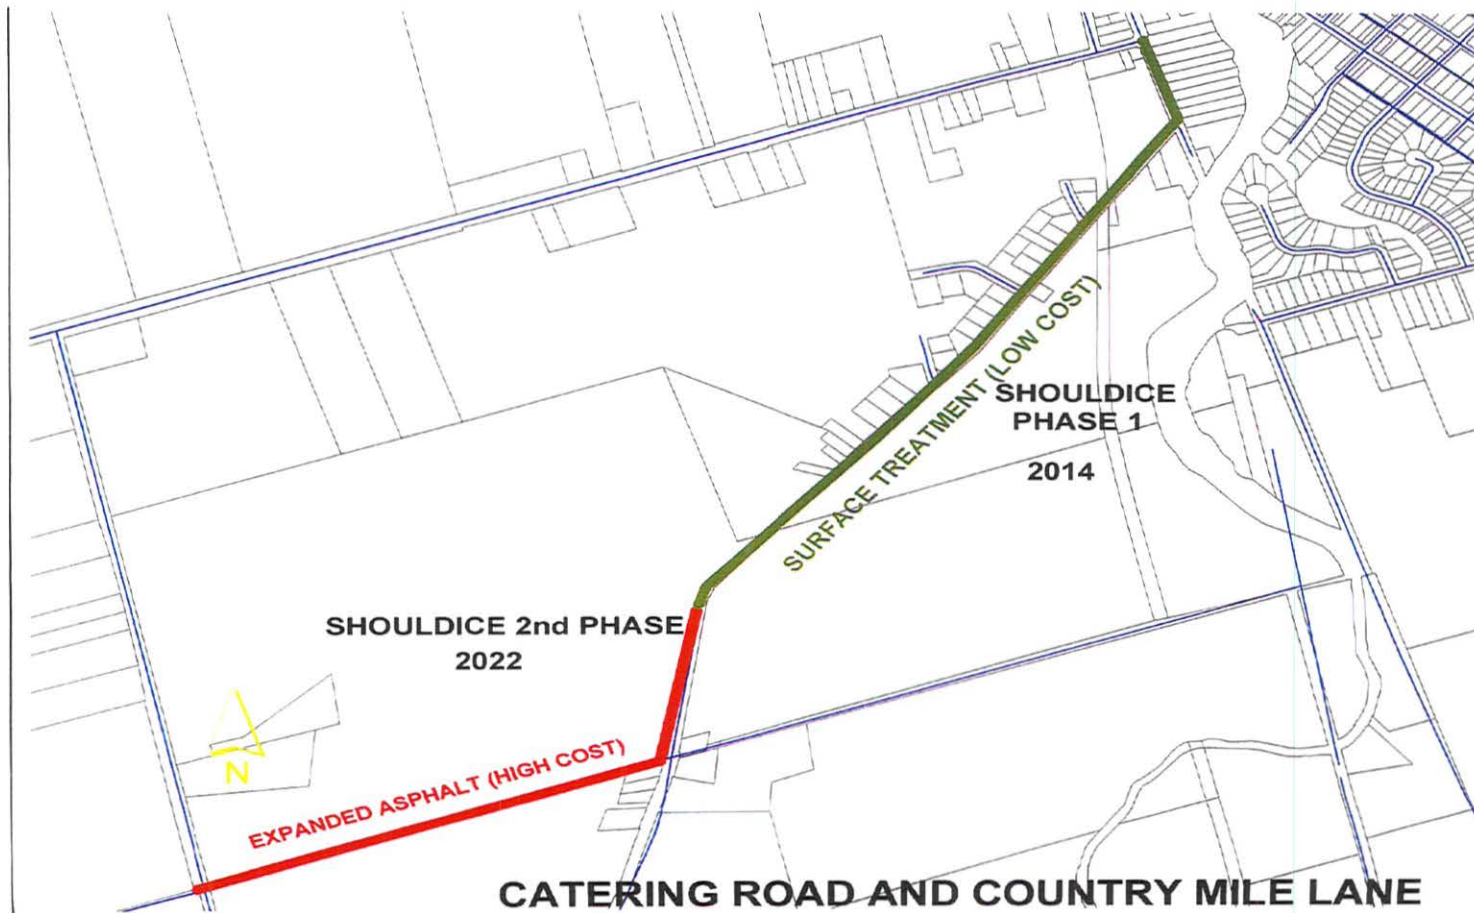 SURFACE TREATMENT (LOW COST)
SHOULDICE
PHASE 1
2014
SHOULDICE 2nd PHASE
2022
N
EXPANDED ASPHALT (HIGH COST)
CATERING ROAD AND COUNTRY MILE LANE